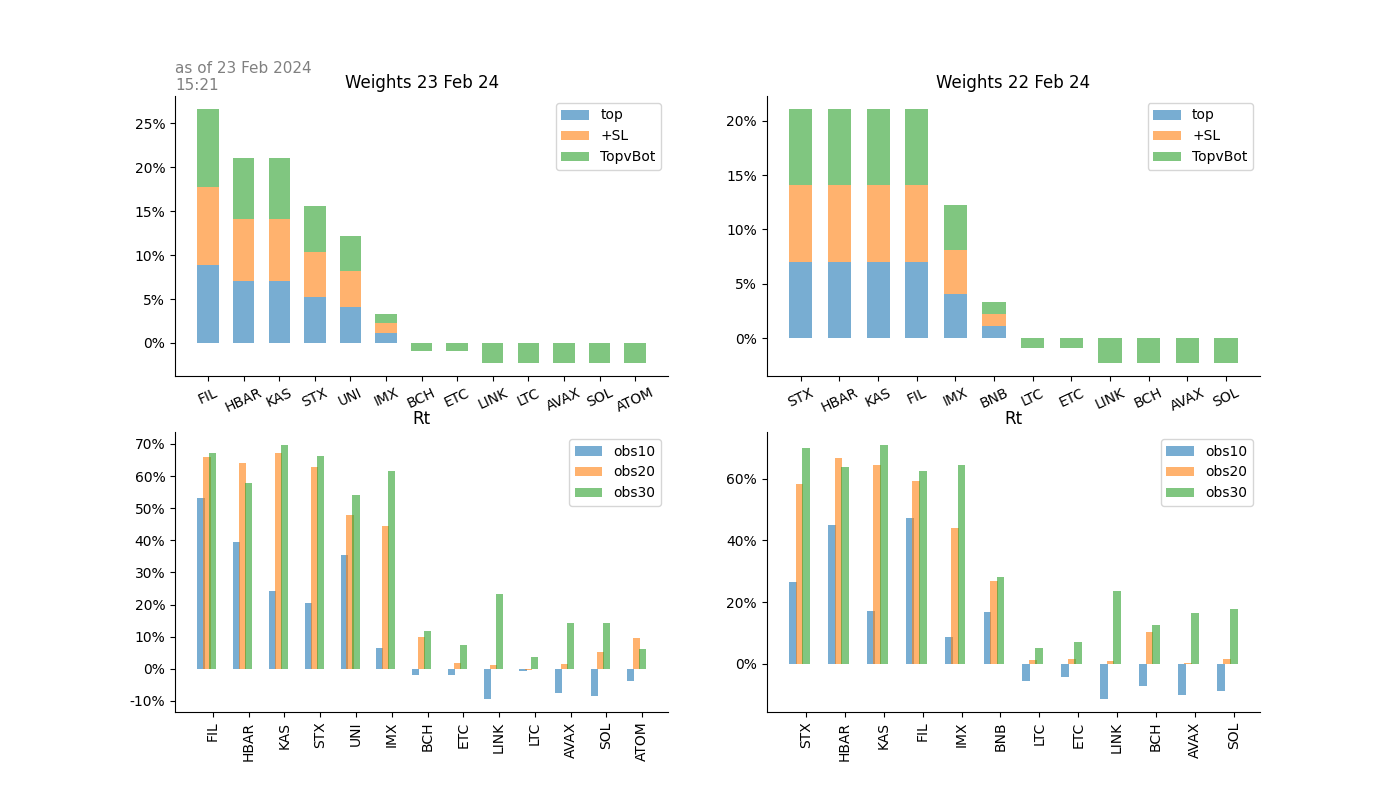 as of 23 Feb 2024
15:21
Weights 23 Feb 24
25%
20%
15%
10%
5%
0%
top
+SL
TopvBot
FIL HBAR KAS STX UNI IMX BCH ETC LINK LTC AVAX SOL ATOM
Weights 22 Feb 24
20%
15%
10%
5%
0%
top
+SL
TopvBot
STX HBAR KAS FIL IMX BNB LTC ETC LINK BCH AVAX SOL
Rt
70%
60%
50%
40%
30%
20%
10%
0%
-10%
obs10
obs20
obs30
FIL HBAR KAS STX UNI IMX BCH ETC LINK LTC AVAX SOL ATOM
Rt
60%
40%
20%
0%
obs10
obs20
obs30
STX HBAR KAS FIL IMX BNB LTC ETC LINK BCH AVAX SOL